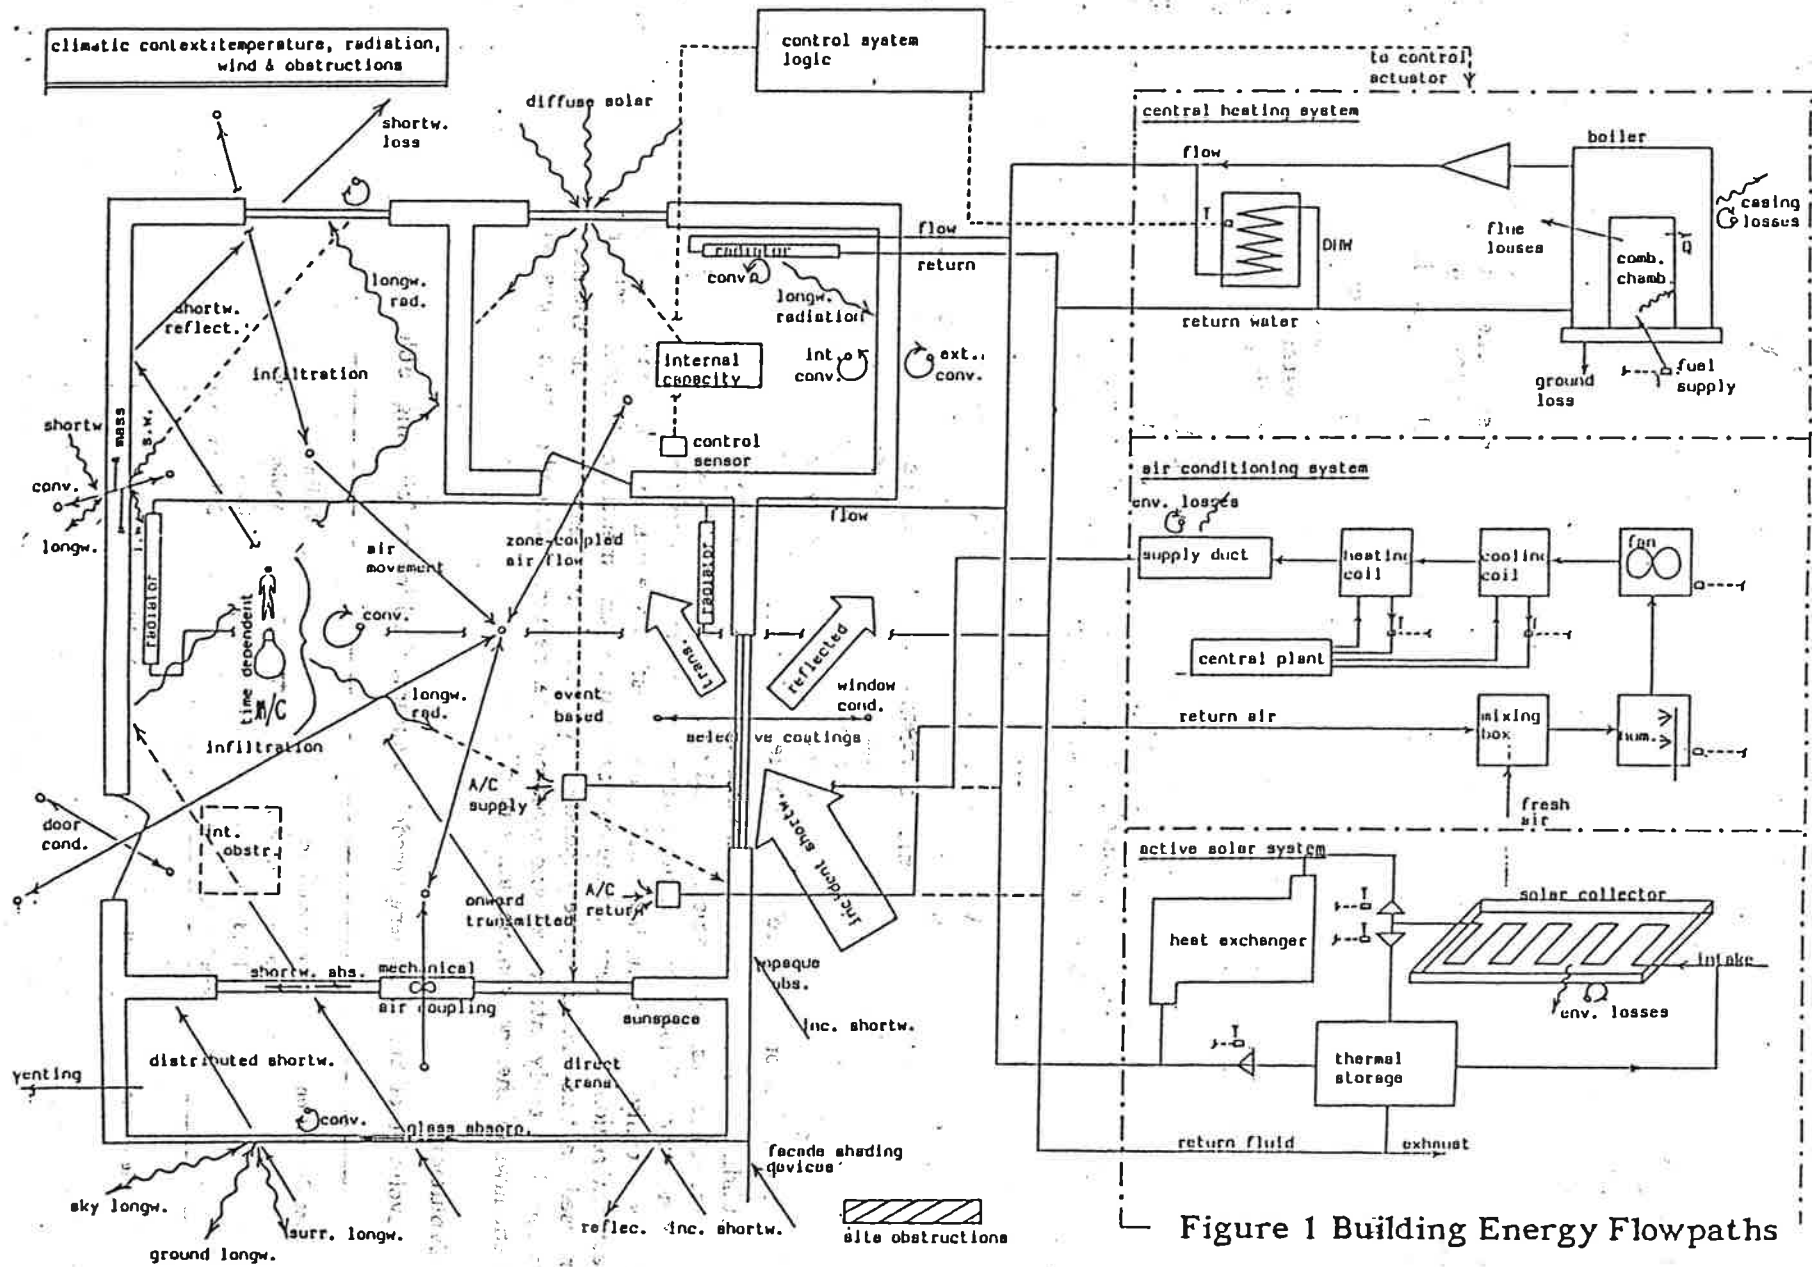 climatic context:temperature, radiation,
wind & obstructions
control system
logic
to control
actuator
diffuse solar
shortw.
loss
central heating system
boiler
flow
casing
losses
flue
losses
comb.
chamb.
DHW
T
return water
ground
loss
fuel
supply
flow
return
radiator
conv.
longw.
radiation
longw.
rad.
shortw.
reflect.
infiltration
internal
capacity
int.
conv.
ext.
conv.
control
sensor
shortw
mass
s.w.
conv.
longw.
l.w.
radiator
flow
air
movement
zone-coupled
air flow
radiator
conv.
time dependent
M/C
trans.
reflected
window
cond.
longw.
rad.
event
based
selective coatings
infiltration
A/C
supply
door
cond.
int.
obstr.
incident shortw.
A/C
return
onward
transmitted
shortw. abs.
mechanical
air coupling
sunspace
opaque
abs.
inc. shortw.
distributed shortw.
direct
trans.
venting
conv.
glass absorp.
facade shading
devices
sky longw.
ground longw.
surr. longw.
reflec.
inc. shortw.
site obstructions
air conditioning system
env. losses
supply duct
heating
coil
cooling
coil
fan
T
T
central plant
return air
mixing
box
hum.
fresh
air
active solar system
solar collector
T
T
heat exchanger
intake
env. losses
T
thermal
storage
return fluid
exhaust
Figure 1 Building Energy Flowpaths